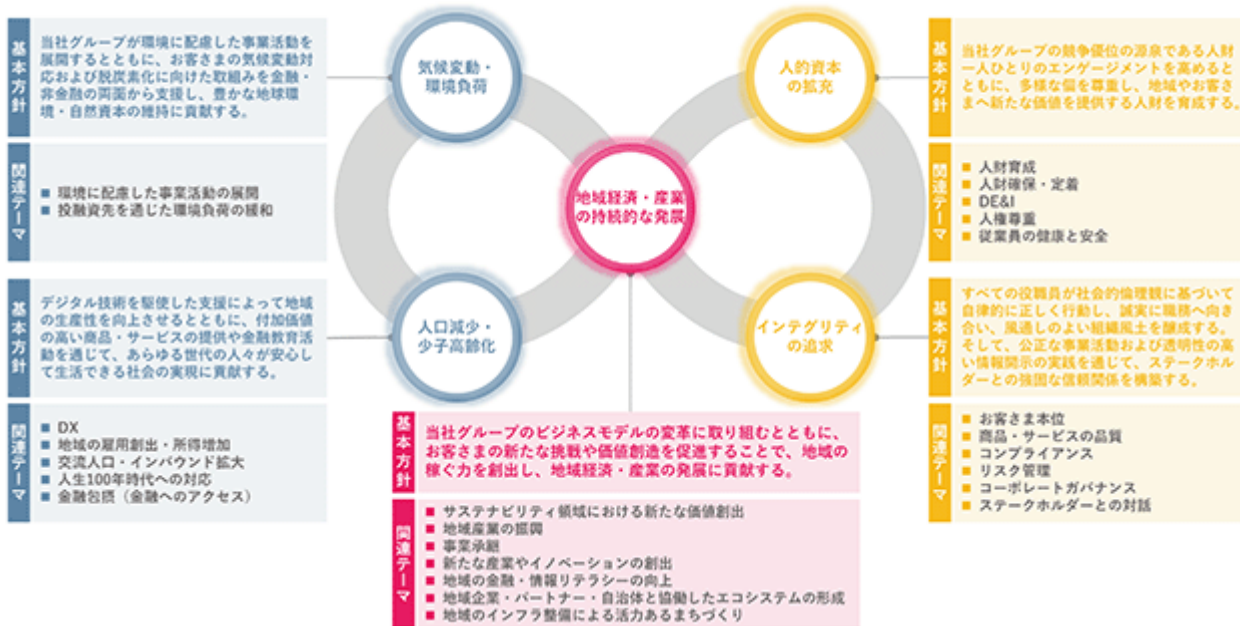 基本方針
当社グループが環境に配慮した事業活動を
展開するとともに、お客さまの気候変動対
応および脱炭素化に向けた取組みを金融・
非金融の両面から支援し、豊かな地球環
境・自然資本の維持に貢献する。
関連テーマ
■ 環境に配慮した事業活動の展開
■ 投融資先を通じた環境負荷の緩和
気候変動・
環境負荷
基本方針
デジタル技術を駆使した支援によって地域
の生産性を向上させるとともに、付加価値
の高い商品・サービスの提供や金融教育活
動を通じて、あらゆる世代の人々が安心し
て生活できる社会の実現に貢献する。
関連テーマ
■ DX
■ 地域の雇用創出・所得増加
■ 交流人口・インバウンド拡大
■ 人生100年時代への対応
■ 金融包摂（金融へのアクセス）
人口減少・
少子高齢化
地域経済・産業
の持続的な発展
基本方針
当社グループのビジネスモデルの変革に取り組むとともに、
お客さまの新たな挑戦や価値創造を促進することで、地域の
稼ぐ力を創出し、地域経済・産業の発展に貢献する。
関連テーマ
■ サステナビリティ領域における新たな価値創出
■ 地域産業の振興
■ 事業承継
■ 新たな産業やイノベーションの創出
■ 地域の金融・情報リテラシーの向上
■ 地域企業・パートナー・自治体と協働したエコシステムの形成
■ 地域のインフラ整備による活力あるまちづくり
人的資本
の拡充
基本方針
当社グループの競争優位の源泉である人財
一人ひとりのエンゲージメントを高めると
ともに、多様な個を尊重し、地域やお客さ
まへ新たな価値を提供する人財を育成する。
関連テーマ
■ 人財育成
■ 人財確保・定着
■ DE&I
■ 人権尊重
■ 従業員の健康と安全
インテグリティ
の追求
基本方針
すべての役職員が社会的倫理観に基づいて
自律的に正しく行動し、誠実に職務へ向き
合い、風通しのよい組織風土を醸成する。
そして、公正な事業活動および透明性の高
い情報開示の実践を通じて、ステークホル
ダーとの強固な信頼関係を構築する。
関連テーマ
■ お客さま本位
■ 商品・サービスの品質
■ コンプライアンス
■ リスク管理
■ コーポレートガバナンス
■ ステークホルダーとの対話